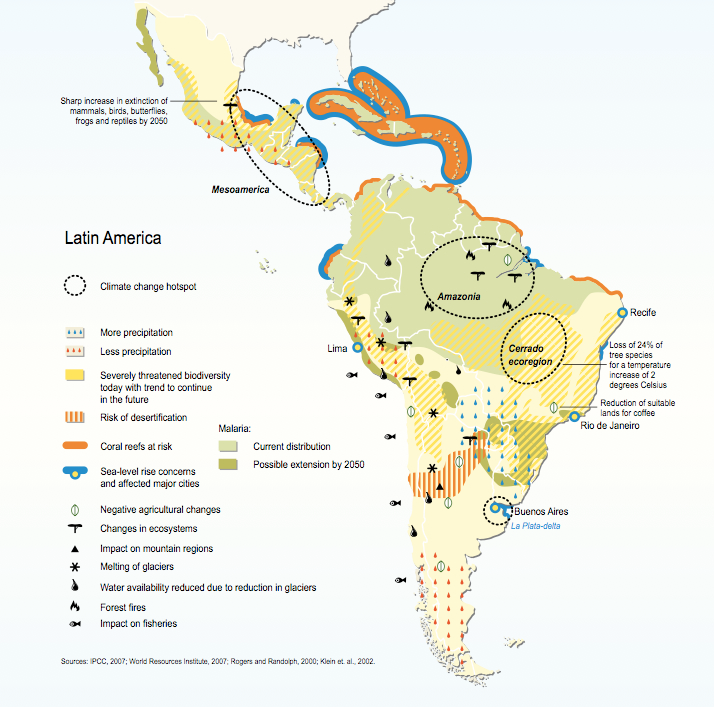 Sharp increase in extinction of
mammals, birds, butterflies,
frogs and reptiles by 2050
Mesoamerica
Latin America
Climate change hotspot
Amazonia
Recife
Lima
Cerrado
ecoregion
Loss of 24% of
tree species
for a temperature
increase of 2
degrees Celsius
Reduction of suitable
lands for coffee
Rio de Janeiro
More precipitation
Less precipitation
Severely threatened biodiversity
today with trend to continue
in the future
Risk of desertification
Coral reefs at risk
Sea-level rise concerns
and affected major cities
Malaria:
Current distribution
Possible extension by 2050
Negative agricultural changes
Changes in ecosystems
Impact on mountain regions
Melting of glaciers
Water availability reduced due to reduction in glaciers
Forest fires
Impact on fisheries
Buenos Aires
La Plata-delta
Sources: IPCC, 2007; World Resources Institute, 2007; Rogers and Randolph, 2000; Klein et. al., 2002.